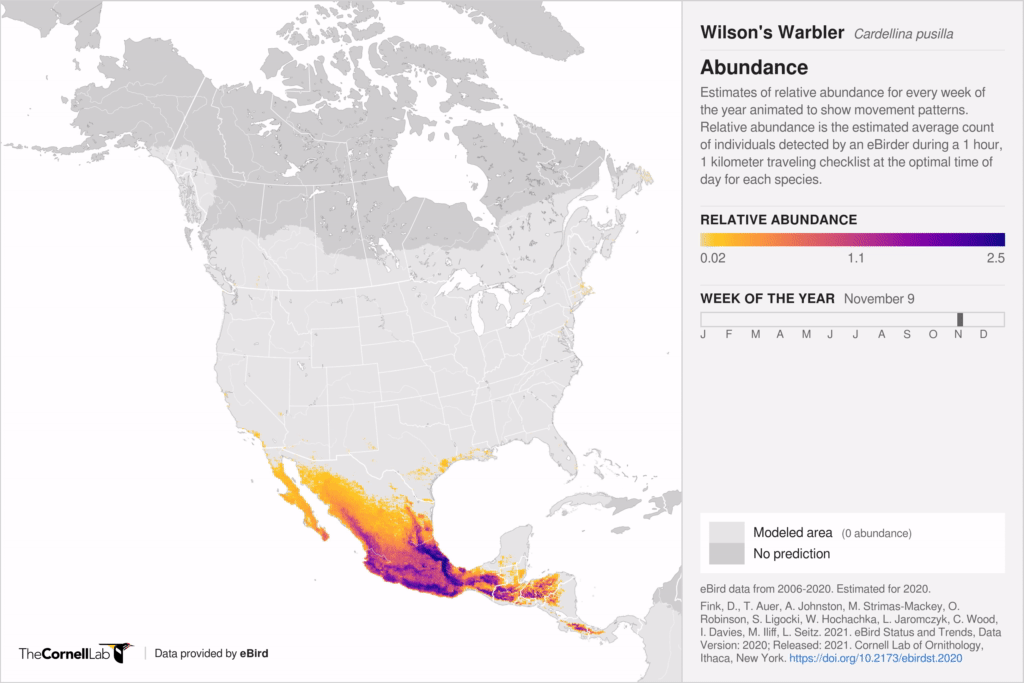 Wilson's Warbler Cardellina pusilla
Abundance
Estimates of relative abundance for every week of
the year animated to show movement patterns.
Relative abundance is the estimated average count
of individuals detected by an eBirder during a 1 hour,
1 kilometer traveling checklist at the optimal time of
day for each species.
RELATIVE ABUNDANCE
0.02 1.1 2.5
WEEK OF THE YEAR November 9
J F M A M J J A S O N D
Modeled area (0 abundance)
No prediction
eBird data from 2006-2020. Estimated for 2020.
Fink, D., T. Auer, A. Johnston, M. Strimas-Mackey, O.
Robinson, S. Ligocki, W. Hochachka, L. Jaromczyk, C. Wood,
I. Davies, M. Iliff, L. Seitz. 2021. eBird Status and Trends, Data
Version: 2020; Released: 2021. Cornell Lab of Ornithology,
Ithaca, New York. https://doi.org/10.2173/ebirdst.2020
TheCornellLab Data provided by eBird